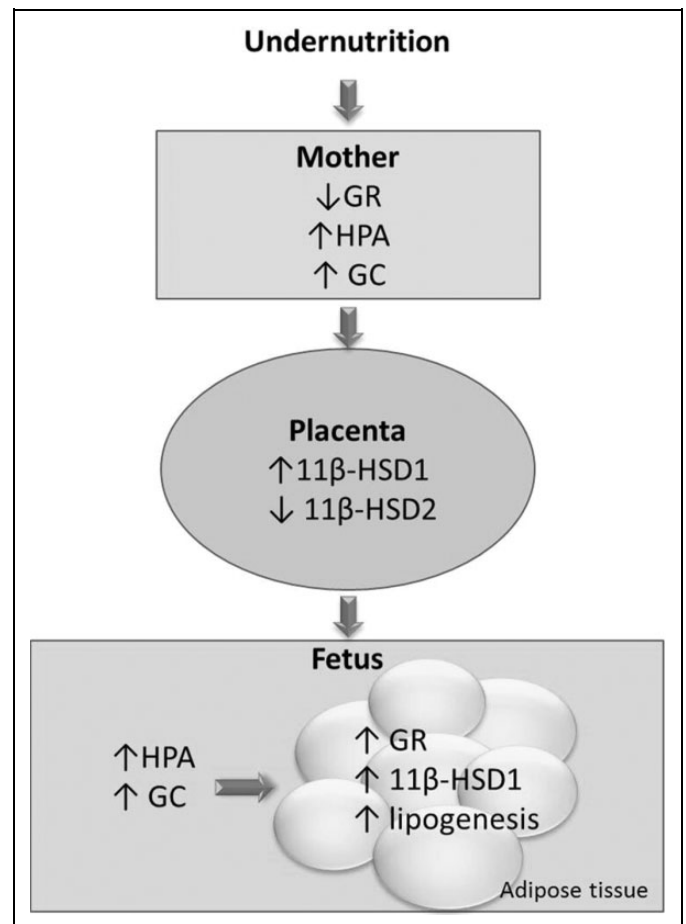 Undernutrition
Mother
↓GR
↑HPA
↑ GC
Placenta
↑11β-HSD1
↓ 11β-HSD2
Fetus
↑HPA
↑ GC
↑ GR
↑ 11β-HSD1
↑ lipogenesis
Adipose tissue